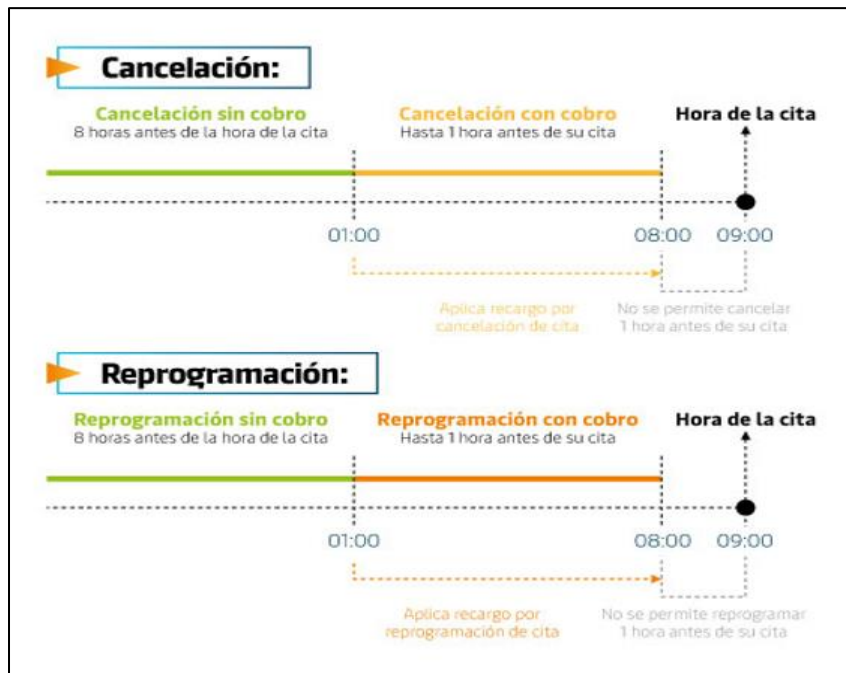 Cancelación:
Cancelación sin cobro
8 horas antes de la hora de la cita
Cancelación con cobro
Hasta 1 hora antes de su cita
Hora de la cita
01:00
08:00
09:00
Aplica recargo por
cancelación de cita
No se permite cancelar
1 hora antes de su cita
Reprogramación:
Reprogramación sin cobro
8 horas antes de la hora de la cita
Reprogramación con cobro
Hasta 1 hora antes de su cita
Hora de la cita
01:00
08:00
09:00
Aplica recargo por
reprogramación de cita
No se permite reprogramar
1 hora antes de su cita